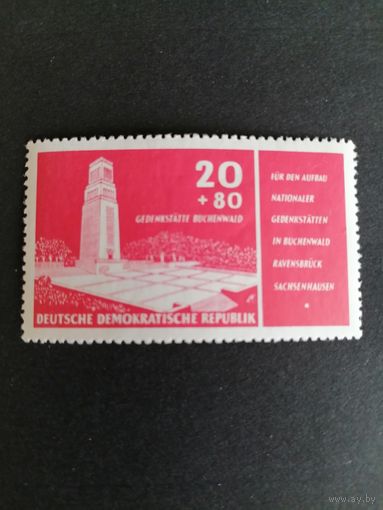 20
+ 80
GEDENKSTÄTTE BUCHENWALD
DEUTSCHE DEMOKRATISCHE REPUBLIK
FÜR DEN AUFBAU
NATIONALER
GEDENKSTÄTTEN
IN BUCHENWALD
RAVENSBRÜCK
SACHSENHAUSEN
www.ay.by